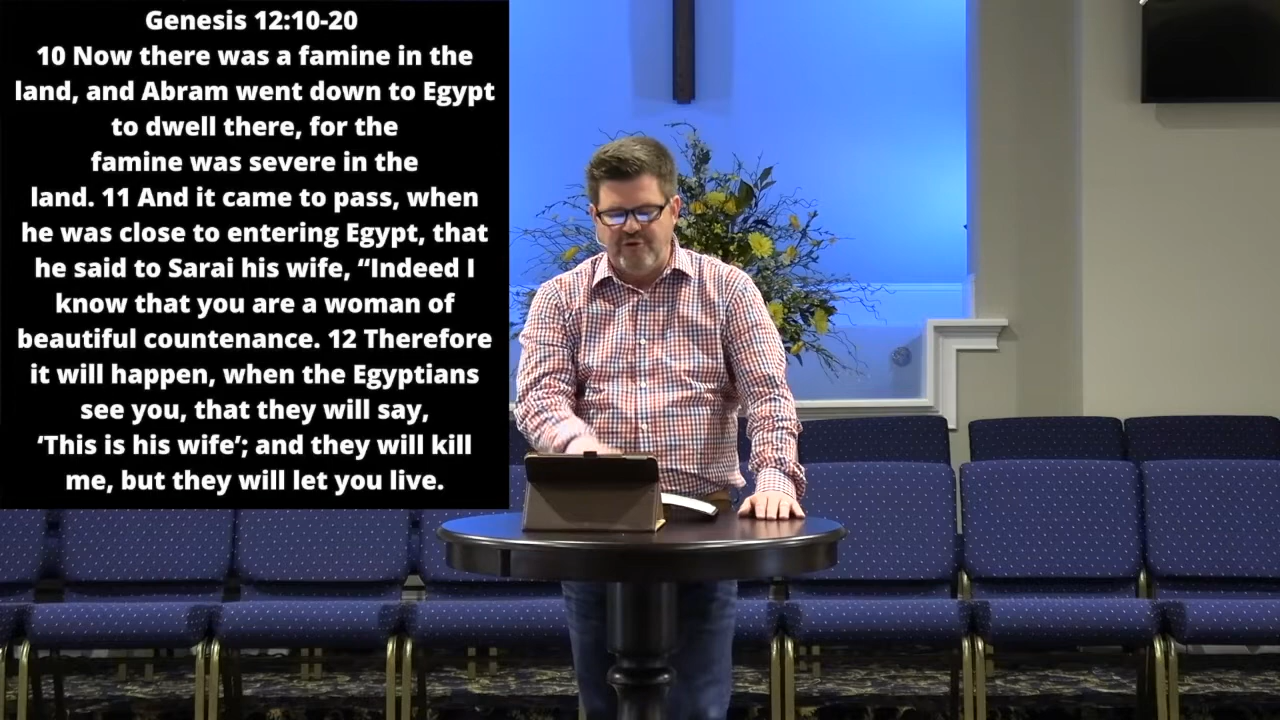 Genesis 12:10-20
10 Now there was a famine in the
land, and Abram went down to Egypt
to dwell there, for the
famine was severe in the
land. 11 And it came to pass, when
he was close to entering Egypt, that
he said to Sarai his wife, “Indeed I
know that you are a woman of
beautiful countenance. 12 Therefore
it will happen, when the Egyptians
see you, that they will say,
‘This is his wife’; and they will kill
me, but they will let you live.